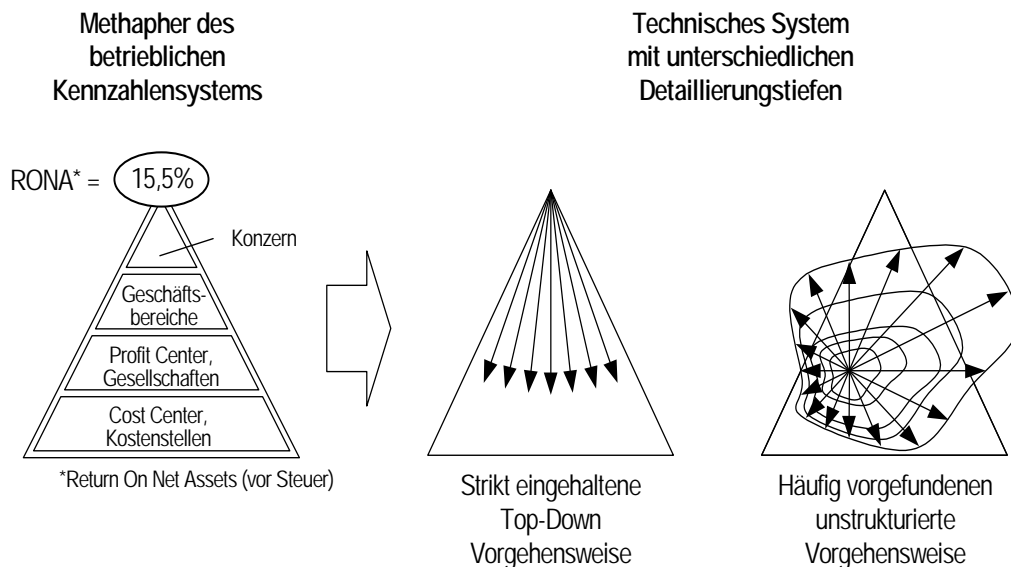 Methapher des
betrieblichen
Kennzahlensystems
Technisches System
mit unterschiedlichen
Detaillierungstiefen
RONA* = 15,5%
Konzern
Geschäfts-
bereiche
Profit Center,
Gesellschaften
Cost Center,
Kostenstellen
*Return On Net Assets (vor Steuer)
Strikt eingehaltene
Top-Down
Vorgehensweise
Häufig vorgefundenen
unstrukturierte
Vorgehensweise